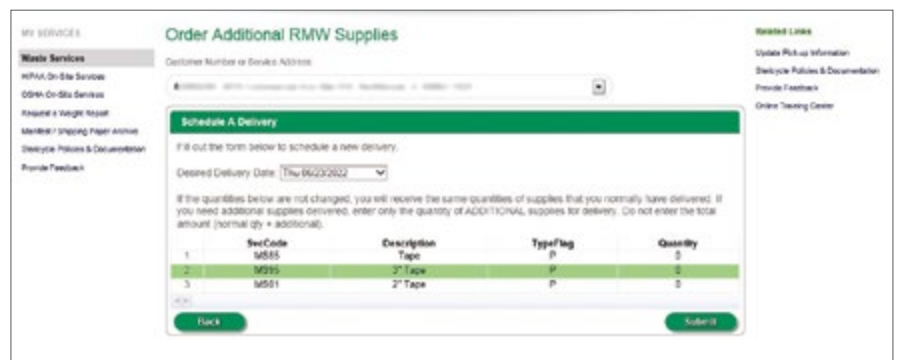 MY SERVICES
Waste Services
HIPAA On-Site Services
OSHA On-Site Services
Request a Weight Report
Manifest / Shipping Paper Archive
Stericycle Policies & Documentation
Provide Feedback
Order Additional RMW Supplies
Customer Number or Service Address
Schedule A Delivery
Fill out the form below to schedule a new delivery.
Desired Delivery Date: Thu 06/23/2022
If the quantities below are not changed, you will receive the same quantities of supplies that you normally have delivered. If
you need additional supplies delivered, enter only the quantity of ADDITIONAL supplies for delivery. Do not enter the total
amount (normal qty + additional).
SvcCode Description TypeFlag Quantity
1 Tape P 0
2 3" Tape P 0
3 MS01 2" Tape P 0
Back
Submit
Related Links
Update Pick up Information
Stericycle Policies & Documentation
Provide Feedback
Online Training Center